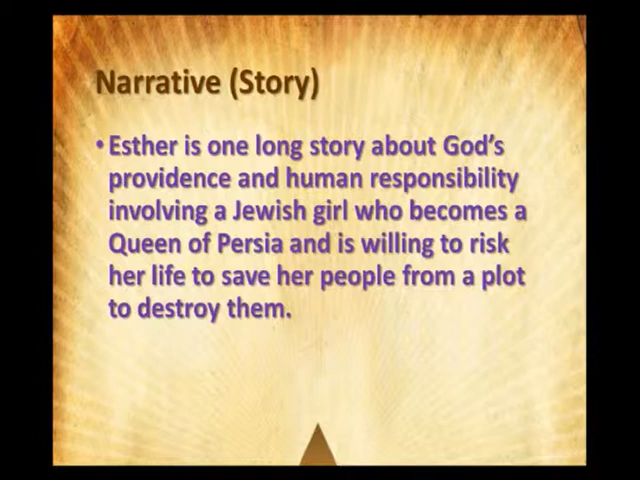 Narrative (Story)
• Esther is one long story about God's
providence and human responsibility
involving a Jewish girl who becomes a
Queen of Persia and is willing to risk
her life to save her people from a plot
to destroy them.